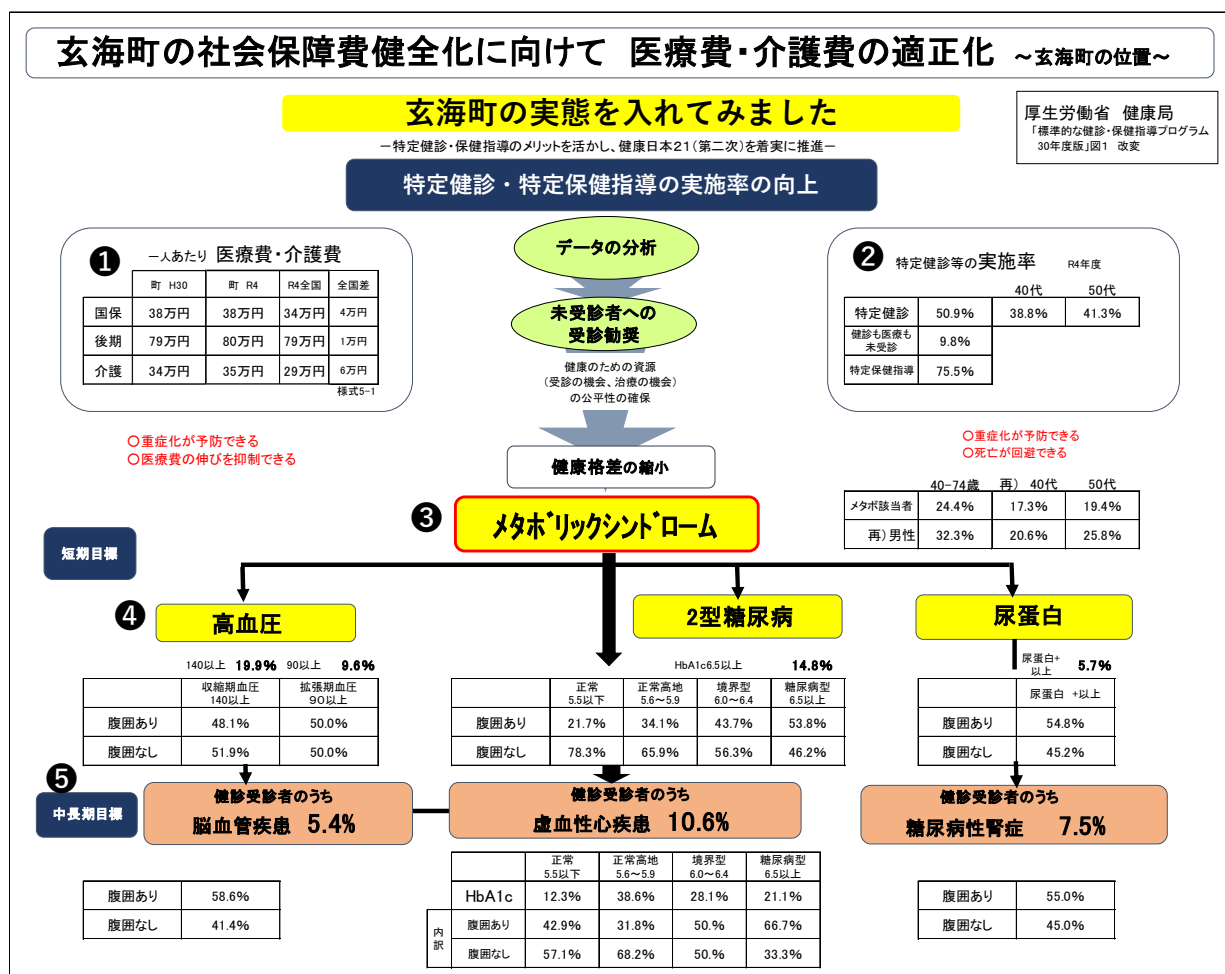 玄海町の社会保障費健全化に向けて 医療費・介護費の適正化 ～玄海町の位置～
玄海町の実態を入れてみました
厚生労働省 健康局
「標準的な健診・保健指導プログラム
30年度版」図1 改変
－特定健診・保健指導のメリットを活かし、健康日本21(第二次)を着実に推進－
特定健診・特定保健指導の実施率の向上
❶ 一人あたり 医療費・介護費
町 H30 町 R4 R4全国 全国差
国保 38万円 38万円 34万円 4万円
後期 79万円 80万円 79万円 1万円
介護 34万円 35万円 29万円 6万円
様式5-1
○重症化が予防できる
○医療費の伸びを抑制できる
データの分析
未受診者への
受診勧奨
健康のための資源
(受診の機会、治療の機会)
の公平性の確保
健康格差の縮小
❷ 特定健診等の実施率 R4年度
40代 50代
特定健診 50.9% 38.8% 41.3%
健診も医療も
未受診 9.8%
特定保健指導 75.5%
○重症化が予防できる
○死亡が回避できる
❸ メタボリックシンドローム
40-74歳 再) 40代 50代
メタボ該当者 24.4% 17.3% 19.4%
再)男性 32.3% 20.6% 25.8%
短期目標
❹ 高血圧
140以上 19.9% 90以上 9.6%
収縮期血圧
140以上
拡張期血圧
90以上
腹囲あり 48.1% 50.0%
腹囲なし 51.9% 50.0%
2型糖尿病
HbA1c6.5以上 14.8%
正常
5.5以下
正常高地
5.6～5.9
境界型
6.0～6.4
糖尿病型
6.5以上
腹囲あり 21.7% 34.1% 43.7% 53.8%
腹囲なし 78.3% 65.9% 56.3% 46.2%
尿蛋白
尿蛋白+
以上 5.7%
尿蛋白 +以上
腹囲あり 54.8%
腹囲なし 45.2%
❺
中長期目標
健診受診者のうち
脳血管疾患 5.4%
腹囲あり 58.6%
腹囲なし 41.4%
健診受診者のうち
虚血性心疾患 10.6%
正常
5.5以下
正常高地
5.6～5.9
境界型
6.0～6.4
糖尿病型
6.5以上
HbA1c 12.3% 38.6% 28.1% 21.1%
内訳
腹囲あり 42.9% 31.8% 50.% 66.7%
腹囲なし 57.1% 68.2% 50.% 33.3%
健診受診者のうち
糖尿病性腎症 7.5%
腹囲あり 55.0%
腹囲なし 45.0%